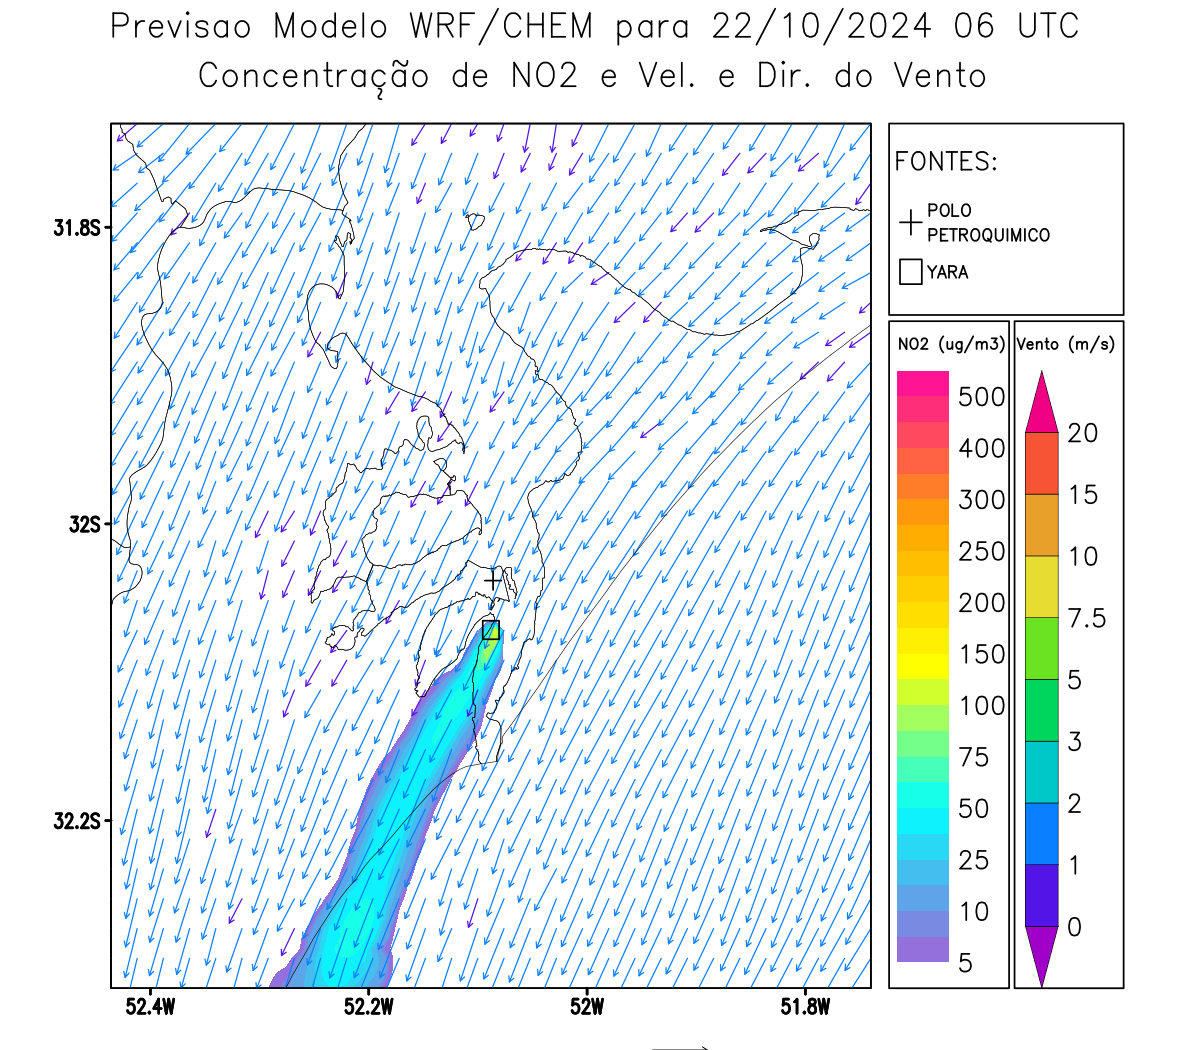 Previsao Modelo WRF/CHEM para 22/10/2024 06 UTC
Concentração de NO2 e Vel. e Dir. do Vento
FONTES:
POLO
PETROQUIMICO
YARA
NO2 (ug/m3)
500
400
300
250
200
150
100
75
50
25
10
5
Vento (m/s)
20
15
10
7.5
5
3
2
1
0
31.8S
32S
32.2S
52.4W 52.2W 52W 51.8W